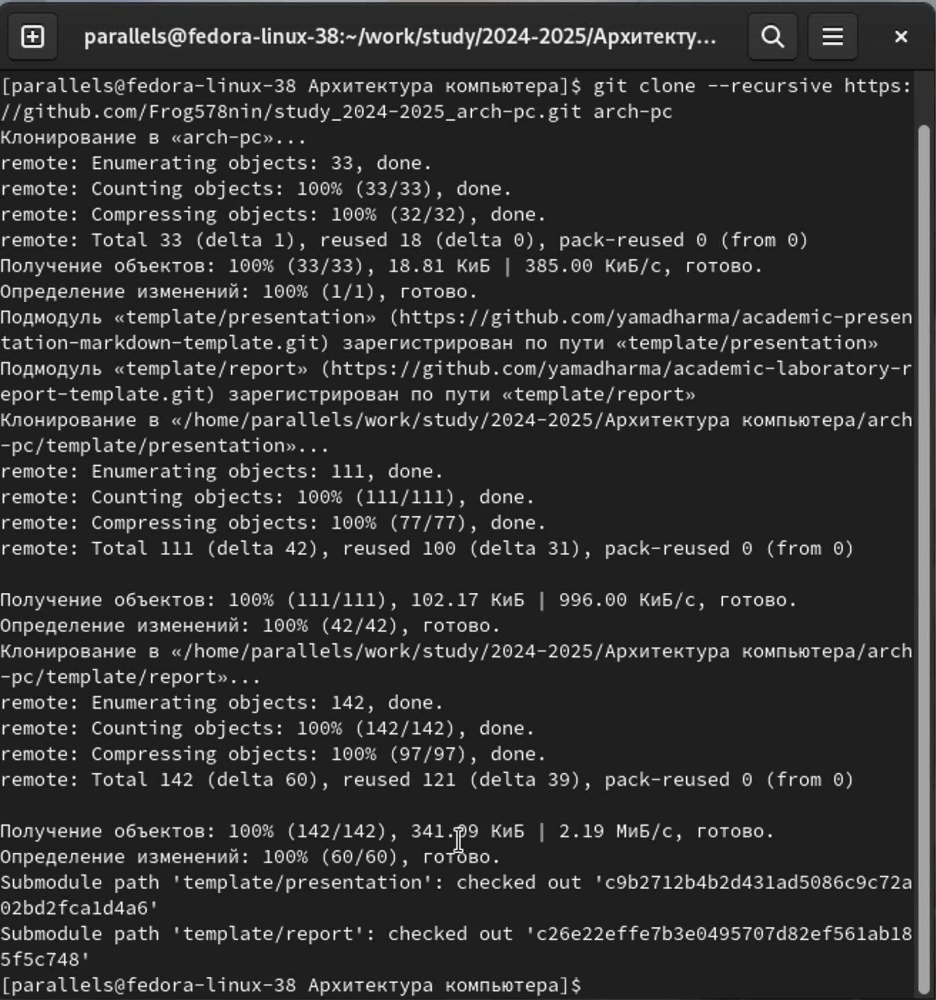 parallels@fedora-linux-38:~/work/study/2024-2025/Архитекту...
[parallels@fedora-linux-38 Архитектура компьютера]$ git clone --recursive https:
//github.com/Frog578nin/study_2024-2025_arch-pc.git arch-pc
Клонирование в «arch-pc»...
remote: Enumerating objects: 33, done.
remote: Counting objects: 100% (33/33), done.
remote: Compressing objects: 100% (32/32), done.
remote: Total 33 (delta 1), reused 18 (delta 0), pack-reused 0 (from 0)
Получение объектов: 100% (33/33), 18.81 КиБ | 385.00 КиБ/с, готово.
Определение изменений: 100% (1/1), готово.
Подмодуль «template/presentation» (https://github.com/yamadharma/academic-presen
tation-markdown-template.git) зарегистрирован по пути «template/presentation»
Подмодуль «template/report» (https://github.com/yamadharma/academic-laboratory-r
eport-template.git) зарегистрирован по пути «template/report»
Клонирование в «/home/parallels/work/study/2024-2025/Архитектура компьютера/arch
-pc/template/presentation»...
remote: Enumerating objects: 111, done.
remote: Counting objects: 100% (111/111), done.
remote: Compressing objects: 100% (77/77), done.
remote: Total 111 (delta 42), reused 100 (delta 31), pack-reused 0 (from 0)
Получение объектов: 100% (111/111), 102.17 КиБ | 996.00 КиБ/с, готово.
Определение изменений: 100% (42/42), готово.
Клонирование в «/home/parallels/work/study/2024-2025/Архитектура компьютера/arch
-pc/template/report»...
remote: Enumerating objects: 142, done.
remote: Counting objects: 100% (142/142), done.
remote: Compressing objects: 100% (97/97), done.
remote: Total 142 (delta 60), reused 121 (delta 39), pack-reused 0 (from 0)
Получение объектов: 100% (142/142), 341.09 КиБ | 2.19 МиБ/с, готово.
Определение изменений: 100% (60/60), готово.
Submodule path 'template/presentation': checked out 'c9b2712b4b2d431ad5086c9c72a
02bd2fca1d4a6'
Submodule path 'template/report': checked out 'c26e22effe7b3e0495707d82ef561ab18
5f5c748'
[parallels@fedora-linux-38 Архитектура компьютера]$